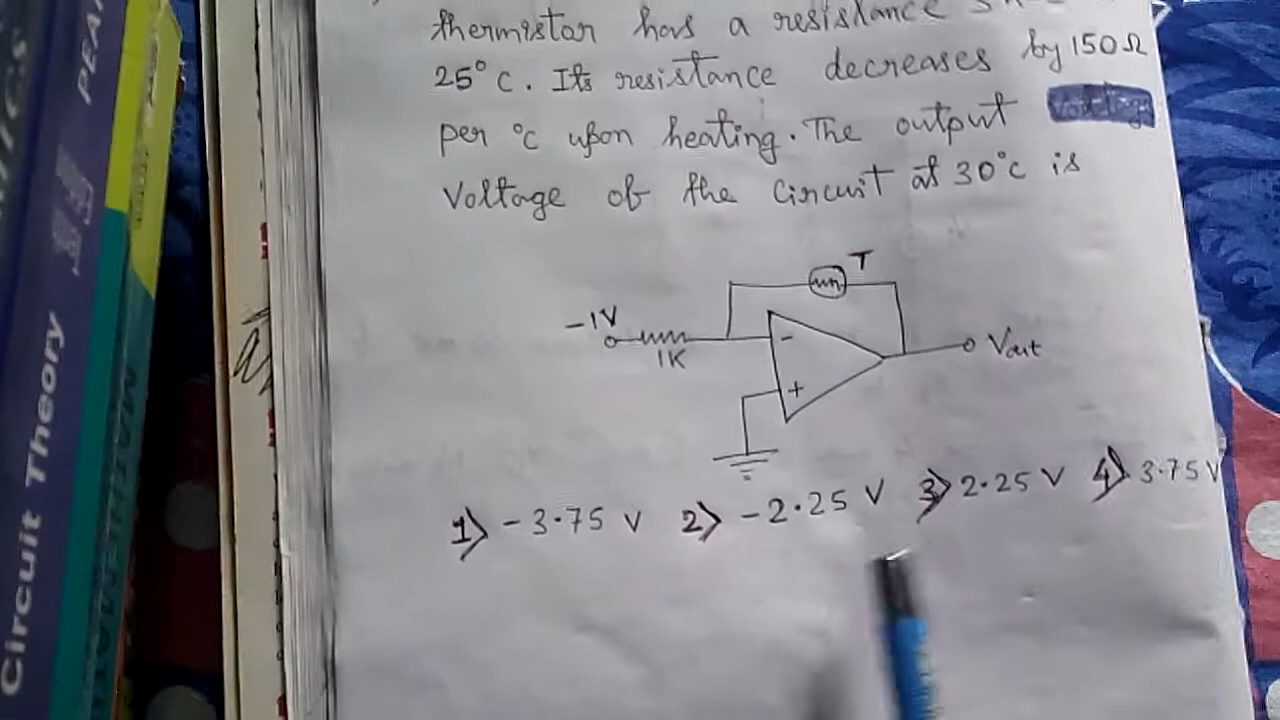 thermistor has a resistance
25°C. Its resistance decreases by 150Ω
per °C upon heating. The output
Voltage of the Circuit at 30°C is
T
-1V
1K
-
+
Vout
1) -3.75 V 2) -2.25 V 3) 2.25 V 4) 3.75 V
Circuit Theory